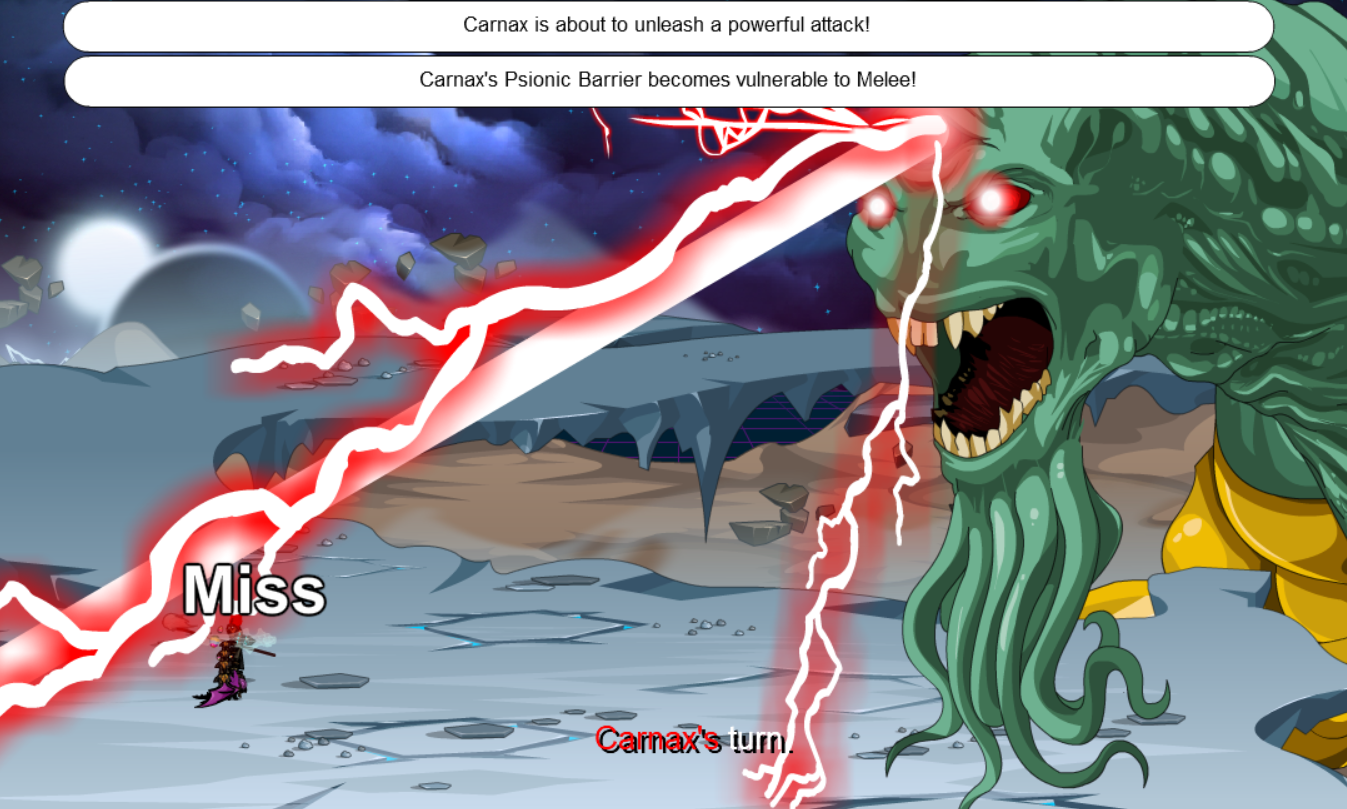 Carnax is about to unleash a powerful attack!
Carnax's Psionic Barrier becomes vulnerable to Melee!
Miss
Carnax's turn.